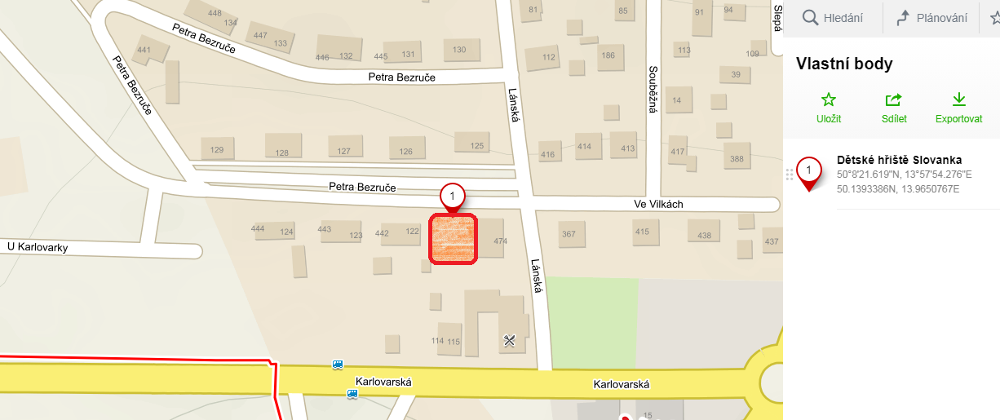 448
134
Petra Bezruče
447
133
441
446 132
445 131
130
Petra Bezruče
Petra Bezruče
Lánská
81
85
91
94
Slepá
112
186
113
109
39
Souběžná
14
129
128
127
126
125
416
414
413
417
388
Petra Bezruče
1
Ve Vilkách
U Karlovarky
444 124
443 123
442 122
474
367
415
438
437
Lánská
114 115
Karlovarská
Karlovarská
15
Hledání
Plánování
Vlastní body
Uložit
Sdílet
Exportovat
1
Dětské hřiště Slovanka
50°8'21.619"N, 13°57'54.276"E
50.1393386N, 13.9650767E